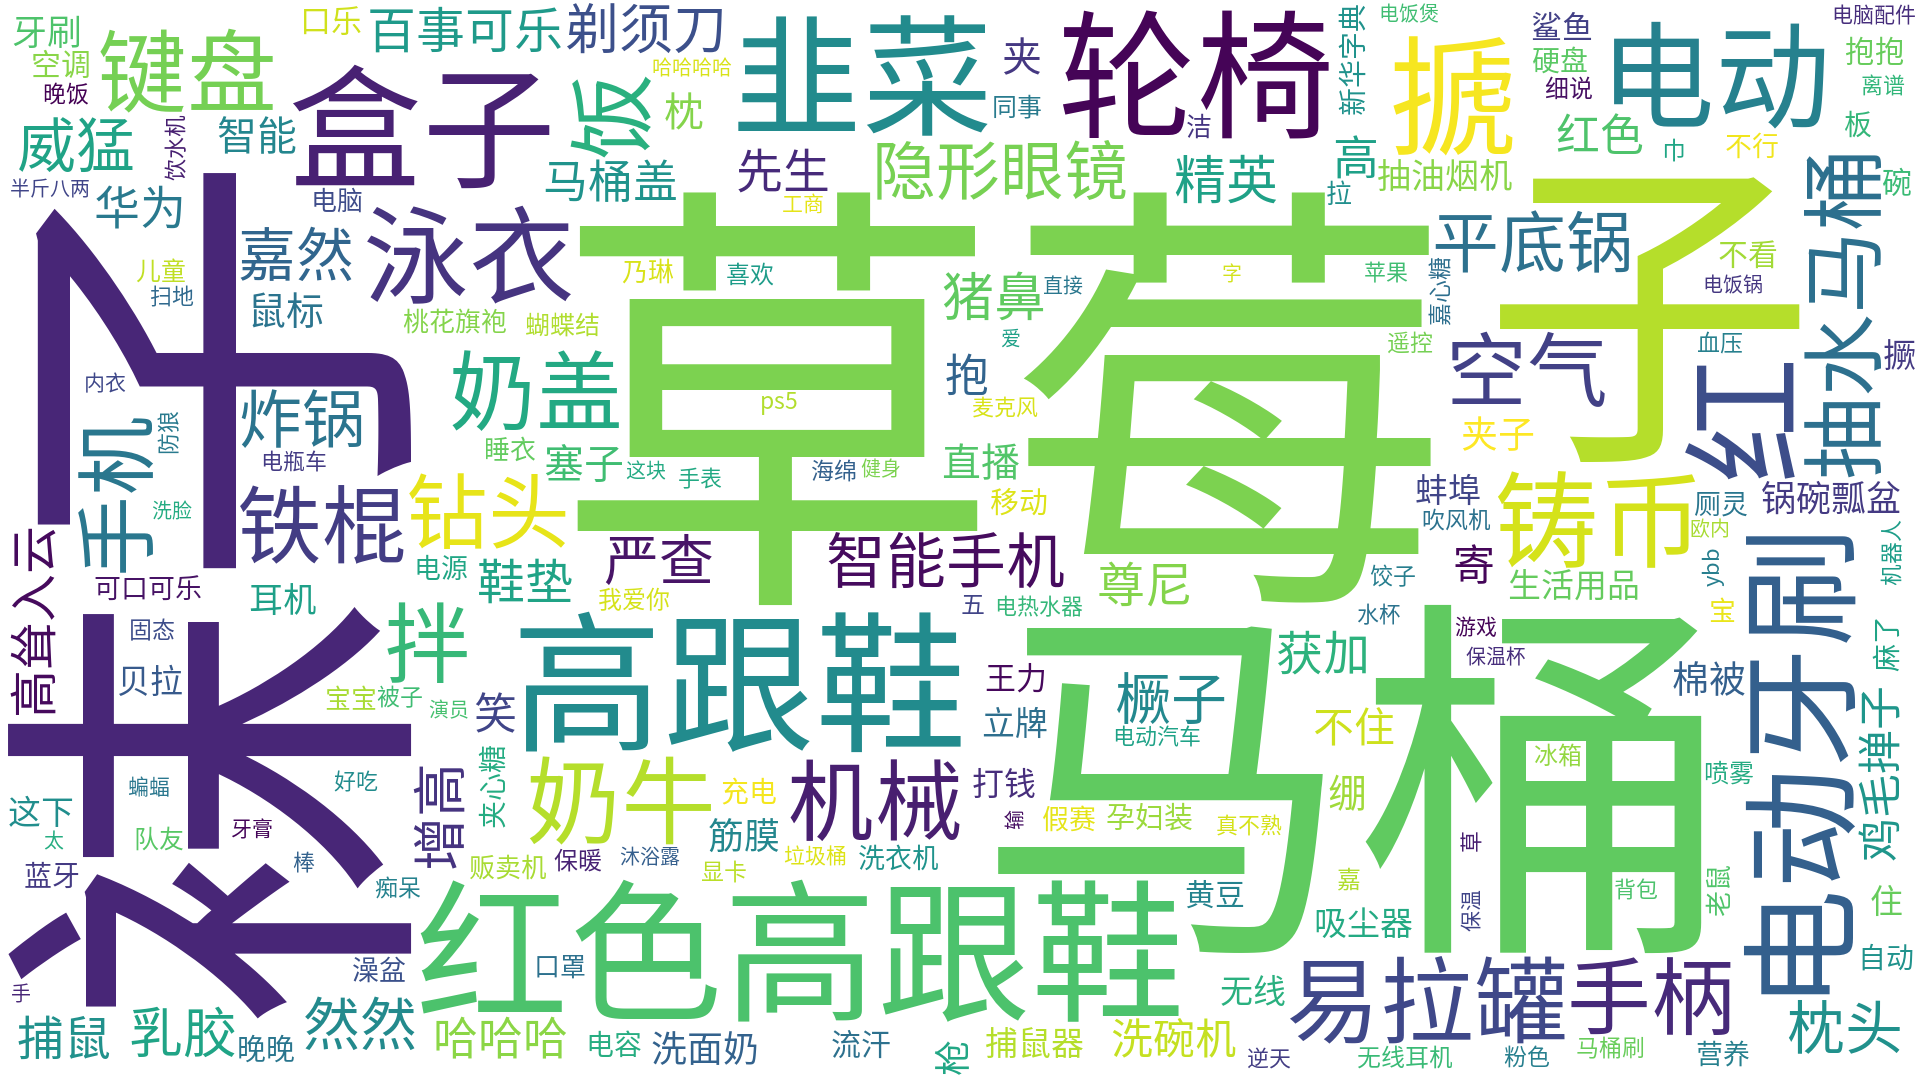 牙刷
口乐
百事可乐
剃须刀
韭菜
轮椅
新华字典
电饭煲
鲨鱼
电动
电脑配件
空调
键盘
哈哈哈哈
夹
搋
硬盘
抱抱
晚饭
盒子
饭
枕
同事
洁
细说
离谱
威猛
饮水机
智能
马桶盖
先生
隐形眼镜
精英
高
抽油烟机
红色
巾
不行
板
半斤八两
华为
电脑
工商
拉
抽水马桶
碗
袜子
嘉然
泳衣
草莓
子
平底锅
不看
儿童
扫地
鼠标
乃琳
喜欢
猪鼻
直接
字
苹果
嘉心糖
电饭锅
桃花旗袍
蝴蝶结
爱
遥控
空气
血压
红
撅
内衣
奶盖
抱
ps5
麦克风
夹子
手机
防狼
炸锅
电瓶车
睡衣
塞子
这块
手表
海绵
健身
直播
移动
蚌埠
吹风机
铸币
厕灵
锅碗瓢盆
洗脸
铁棍
钻头
欧内
高耸入云
可口可乐
耳机
电源
鞋垫
严查
我爱你
智能手机
五
电热水器
尊尼
饺子
寄
生活用品
ybb
宝
电动牙刷
机器人
固态
贝拉
拌
高跟鞋
水杯
马桶
获加
游戏
保温杯
棉被
麻了
宝宝
被子
演员
笑
王力
立牌
橛子
电动汽车
不住
冰箱
喷雾
鸡毛掸子
这下
太
蝙蝠
好吃
增高
夹心糖
奶牛
充电
机械
打钱
输
假赛
孕妇装
真不熟
绷
队友
牙膏
棒
筋膜
草
蓝牙
痴呆
贩卖机
保暖
沐浴露
显卡
垃圾桶
洗衣机
黄豆
嘉
保温
背包
老鼠
住
手
澡盆
红色高跟鞋
口罩
吸尘器
自动
捕鼠
乳胶
晚晚
然然
哈哈哈
电容
洗面奶
流汗
枪
捕鼠器
洗碗机
无线
逆天
易拉罐
无线耳机
手柄
粉色
马桶刷
营养
枕头